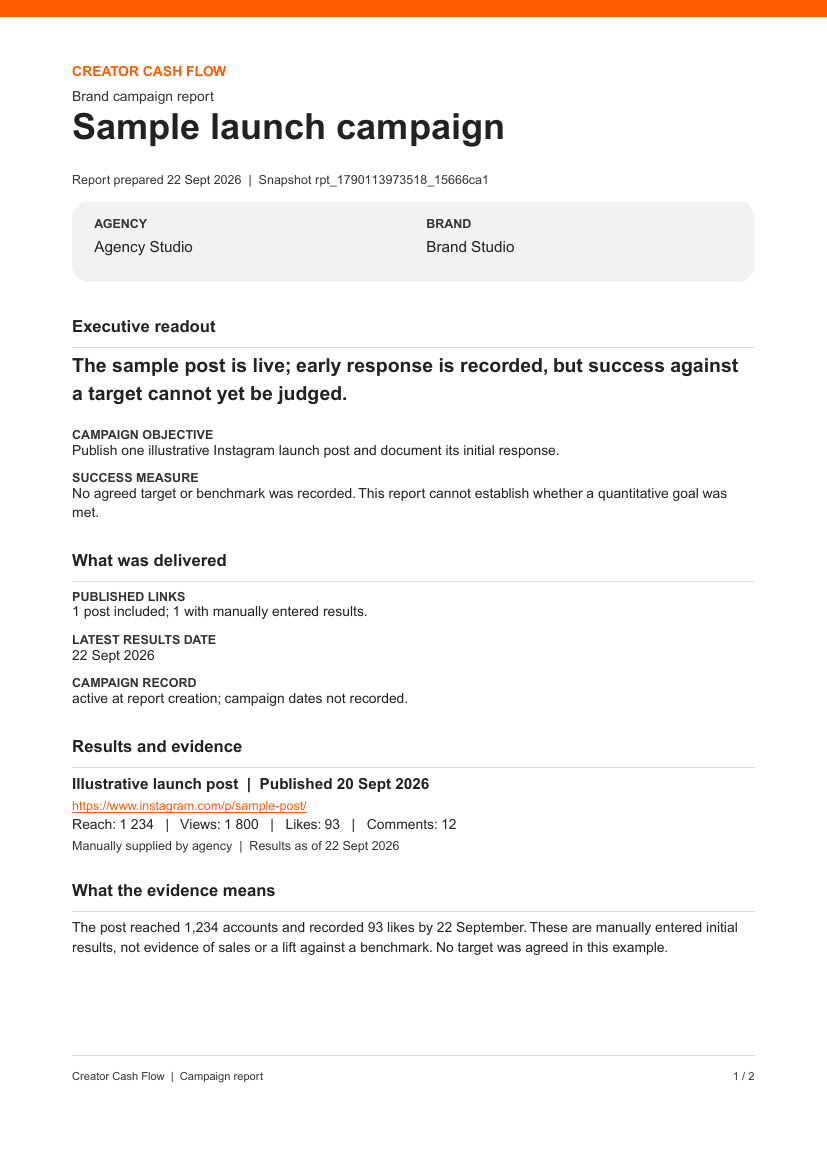 CREATOR CASH FLOW
Brand campaign report
Sample launch campaign
Report prepared 22 Sept 2026 | Snapshot rpt_1790113973518_15666ca1
AGENCY
Agency Studio
BRAND
Brand Studio
Executive readout
The sample post is live; early response is recorded, but success against
a target cannot yet be judged.
CAMPAIGN OBJECTIVE
Publish one illustrative Instagram launch post and document its initial response.
SUCCESS MEASURE
No agreed target or benchmark was recorded. This report cannot establish whether a quantitative goal was
met.
What was delivered
PUBLISHED LINKS
1 post included; 1 with manually entered results.
LATEST RESULTS DATE
22 Sept 2026
CAMPAIGN RECORD
active at report creation; campaign dates not recorded.
Results and evidence
Illustrative launch post | Published 20 Sept 2026
https://www.instagram.com/p/sample-post/
Reach: 1 234 | Views: 1 800 | Likes: 93 | Comments: 12
Manually supplied by agency | Results as of 22 Sept 2026
What the evidence means
The post reached 1,234 accounts and recorded 93 likes by 22 September. These are manually entered initial
results, not evidence of sales or a lift against a benchmark. No target was agreed in this example.
Creator Cash Flow | Campaign report
1 / 2